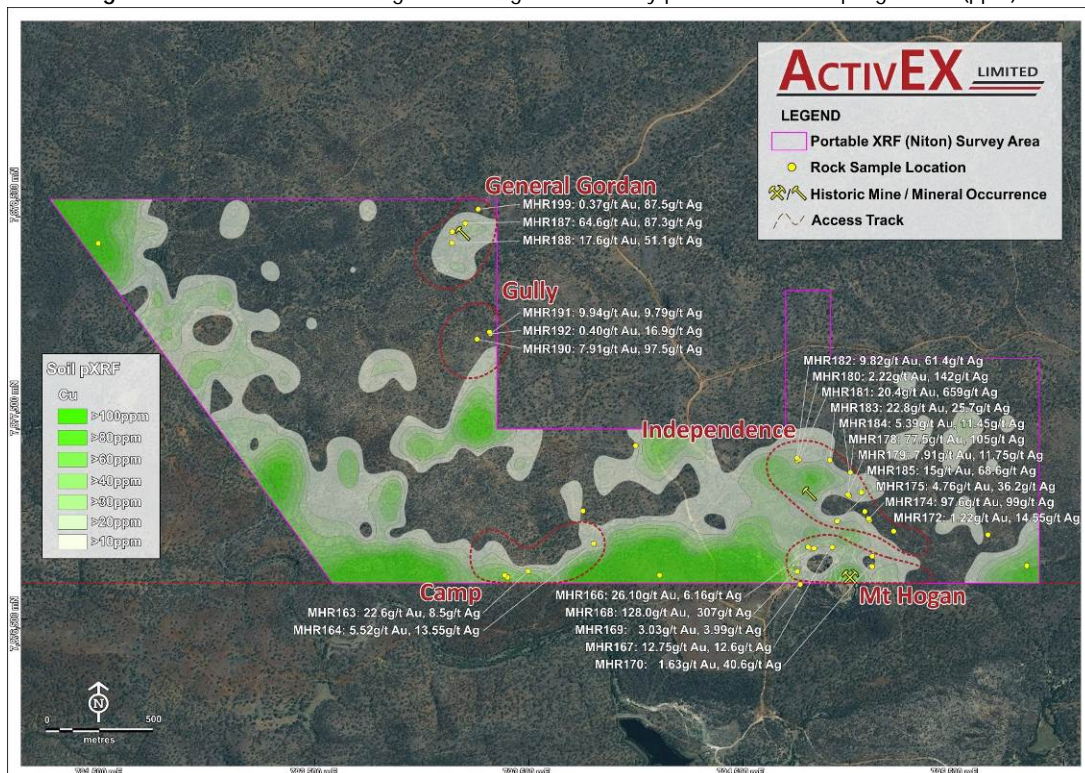 ACTIVEX LIMITED
LEGEND
Portable XRF (Niton) Survey Area
Rock Sample Location
Historic Mine / Mineral Occurrence
Access Track
General Gordan
MHR199: 0.37g/t Au, 87.5g/t Ag
MHR187: 64.6g/t Au, 87.3g/t Ag
MHR188: 17.6g/t Au, 51.1g/t Ag
Gully
MHR191: 9.94g/t Au, 9.79g/t Ag
MHR192: 0.40g/t Au, 16.9g/t Ag
MHR190: 7.91g/t Au, 97.5g/t Ag
Soil pXRF
Cu
>100ppm
>80ppm
>60ppm
>40ppm
>30ppm
>20ppm
>10ppm
MHR182: 9.82g/t Au, 61.4g/t Ag
MHR180: 2.22g/t Au, 142g/t Ag
MHR181: 20.4g/t Au, 659g/t Ag
MHR183: 22.8g/t Au, 25.7g/t Ag
MHR184: 5.39g/t Au, 11.45g/t Ag
Independence
MHR178: 77.5g/t Au, 105g/t Ag
MHR179: 7.91g/t Au, 11.75g/t Ag
MHR185: 15g/t Au, 68.6g/t Ag
MHR175: 4.76g/t Au, 36.2g/t Ag
MHR174: 97.6g/t Au, 99g/t Ag
MHR172: 1.22g/t Au, 14.55g/t Ag
Camp
MHR163: 22.6g/t Au, 8.5g/t Ag
MHR164: 5.52g/t Au, 13.55g/t Ag
Mt Hogan
MHR166: 26.10g/t Au, 6.16g/t Ag
MHR168: 128.0g/t Au, 307g/t Ag
MHR169: 3.03g/t Au, 3.99g/t Ag
MHR167: 12.75g/t Au, 12.6g/t Ag
MHR170: 1.63g/t Au, 40.6g/t Ag
N
0 500
metres